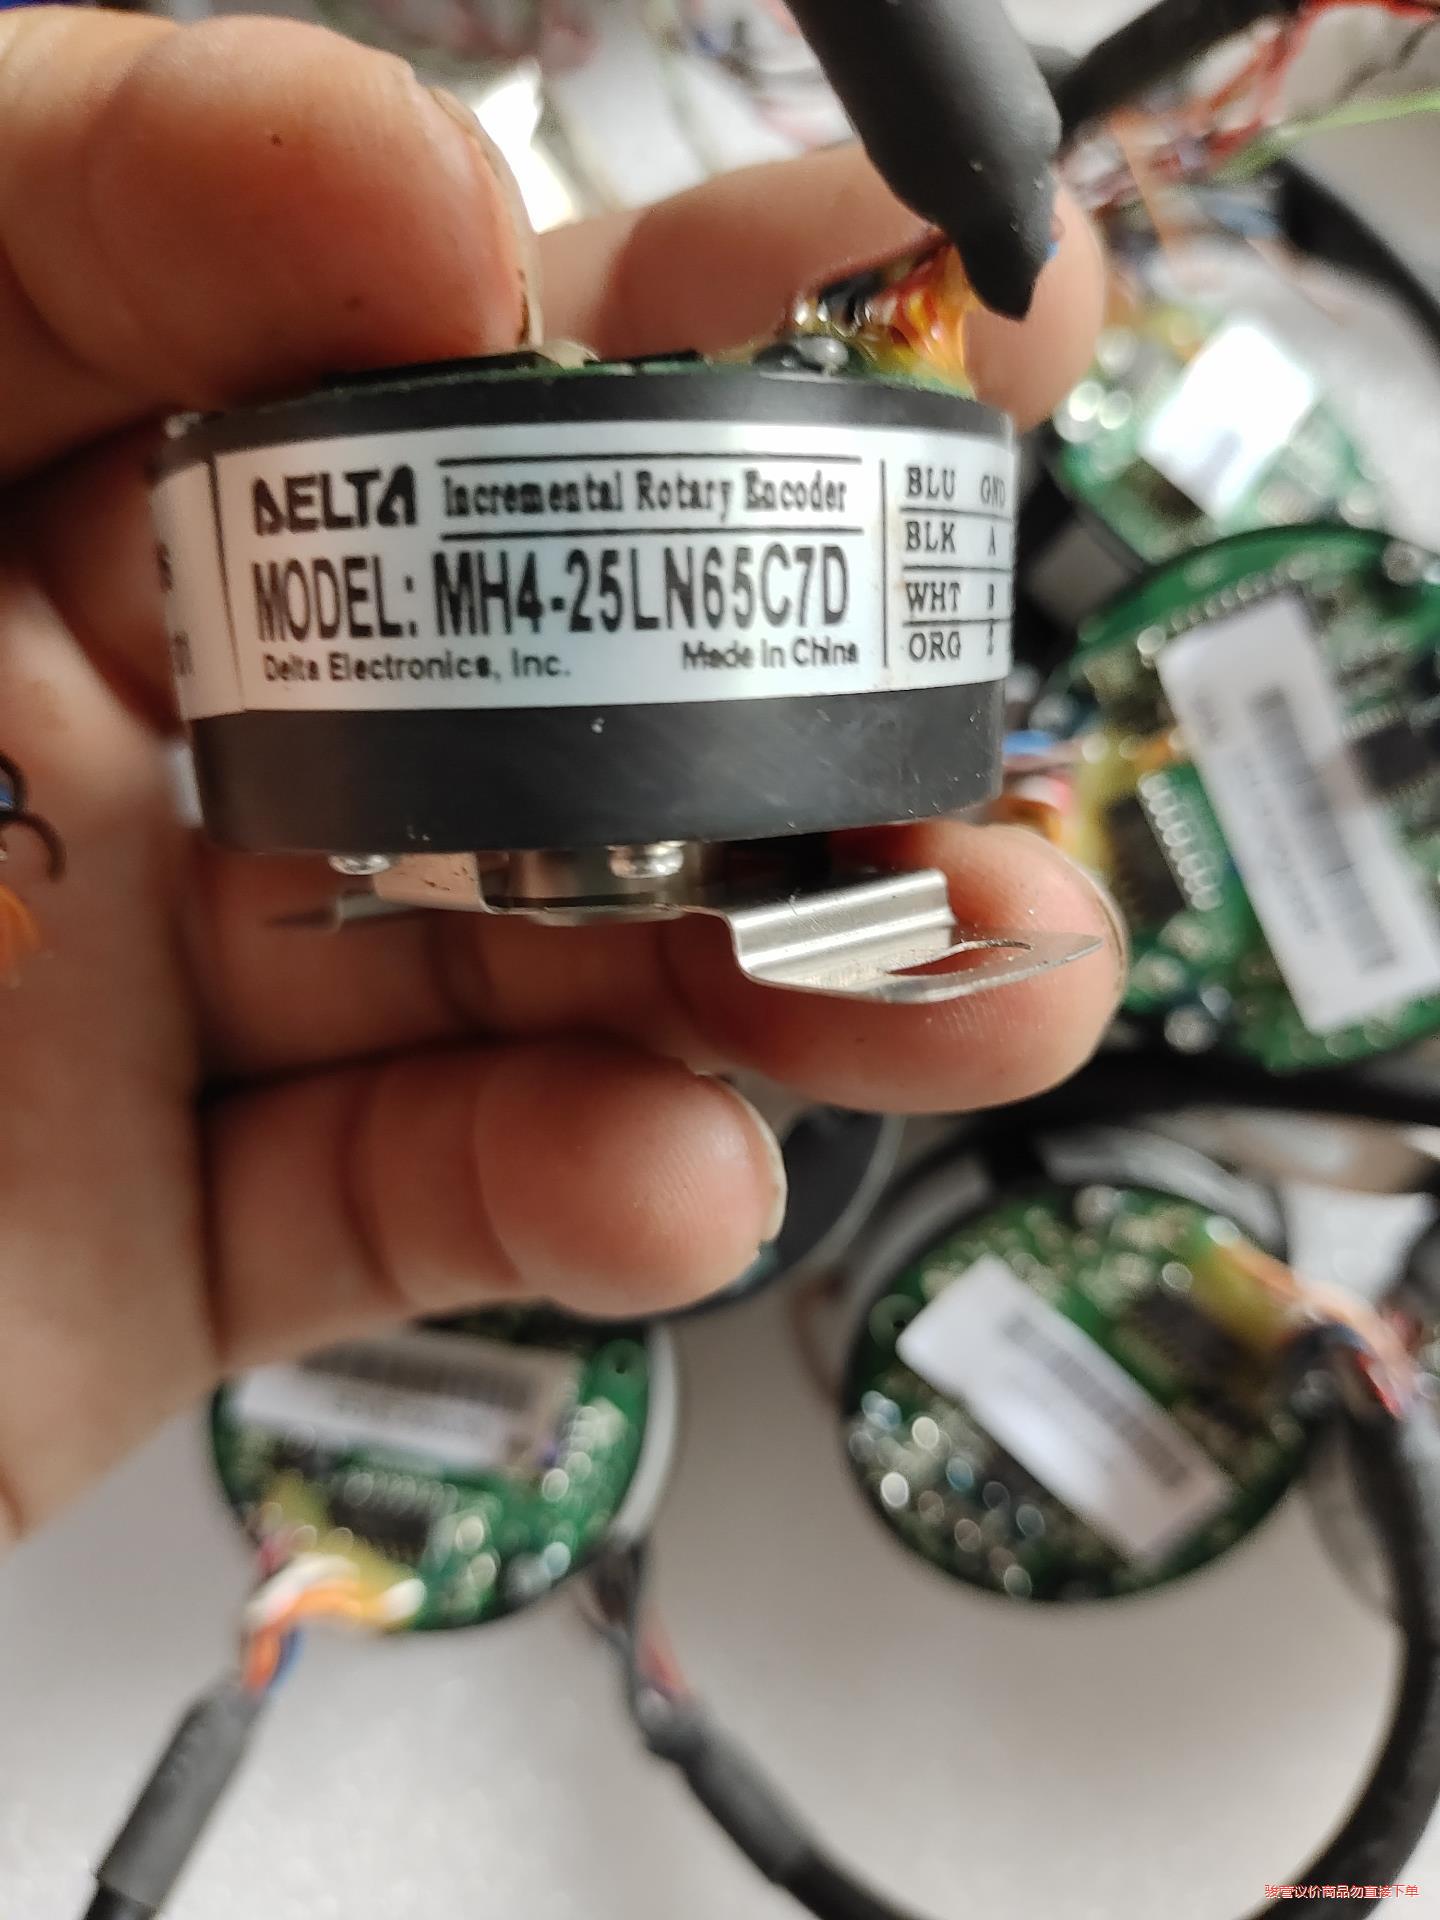 DELTA Incremental Rotary Encoder
MODEL: MH4-25LN65C7D
Delta Electronics, Inc. Made In China
BLU GND
BLK A
WHT B
ORG Z
骏营议价商品勿直接下单